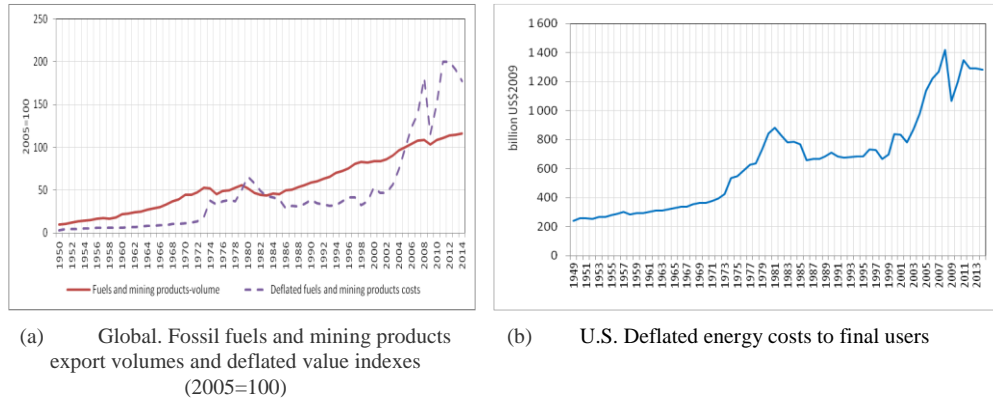 250
200
150
100
50
0
2005=100
1950 1952 1954 1956 1958 1960 1962 1964 1966 1968 1970 1972 1974 1976 1978 1980 1982 1984 1986 1988 1990 1992 1994 1996 1998 2000 2002 2004 2006 2008 2010 2012 2014
Fuels and mining products-volume Deflated fuels and mining products costs
(a) Global. Fossil fuels and mining products
export volumes and deflated value indexes
(2005=100)
1 600
1 400
1 200
1 000
800
600
400
200
0
billion US$2009
1949 1951 1953 1955 1957 1959 1961 1963 1965 1967 1969 1971 1973 1975 1977 1979 1981 1983 1985 1987 1989 1991 1993 1995 1997 1999 2001 2003 2005 2007 2009 2011 2013
(b) U.S. Deflated energy costs to final users